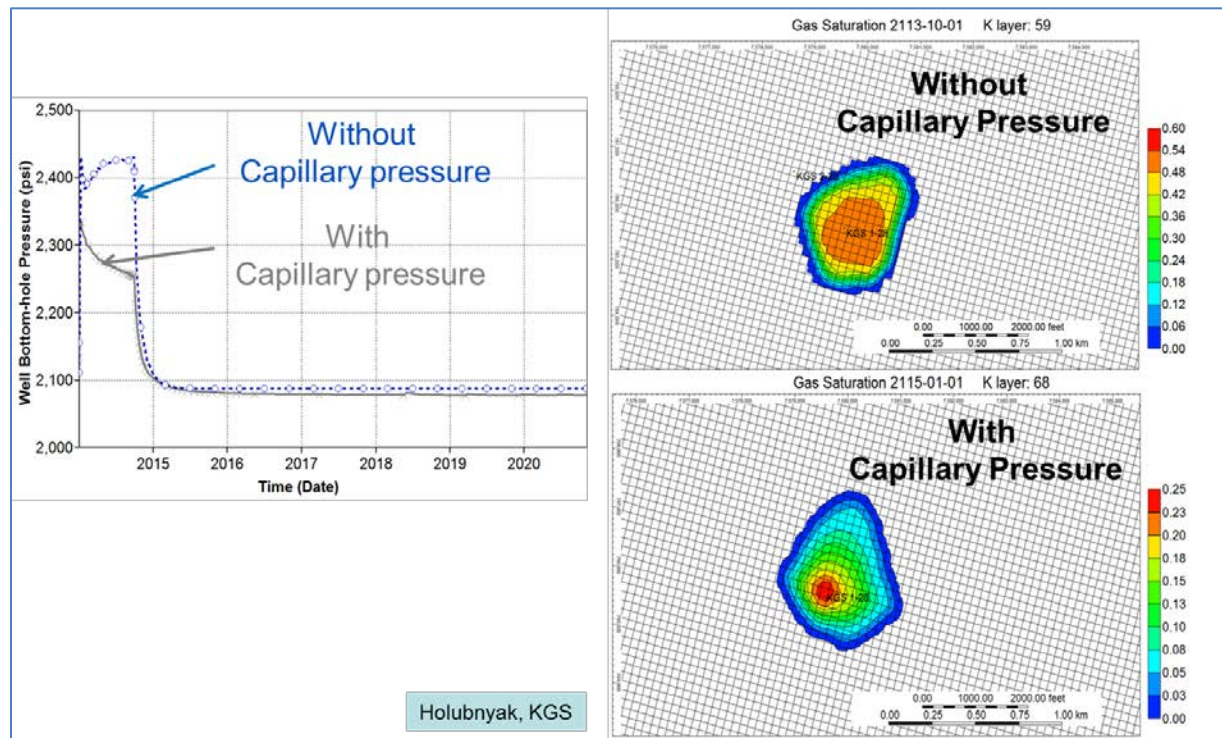 2,500
2,400
2,300
2,200
2,100
2,000
Well Bottom-hole Pressure (psi)
Without
Capillary pressure
With
Capillary pressure
2015
2016
2017
2018
2019
2020
Time (Date)
Holubnyak, KGS
Gas Saturation 2113-10-01 K layer: 59
Without
Capillary Pressure
KGS 1-28
0.00 1000.00 2000.00 feet
0.00 0.25 0.50 0.75 1.00 km
0.60
0.54
0.48
0.42
0.36
0.30
0.24
0.18
0.12
0.06
0.00
Gas Saturation 2115-01-01 K layer: 68
With
Capillary Pressure
KGS 1-28
0.00 1000.00 2000.00 feet
0.00 0.25 0.50 0.75 1.00 km
0.25
0.23
0.20
0.18
0.15
0.13
0.10
0.08
0.05
0.03
0.00